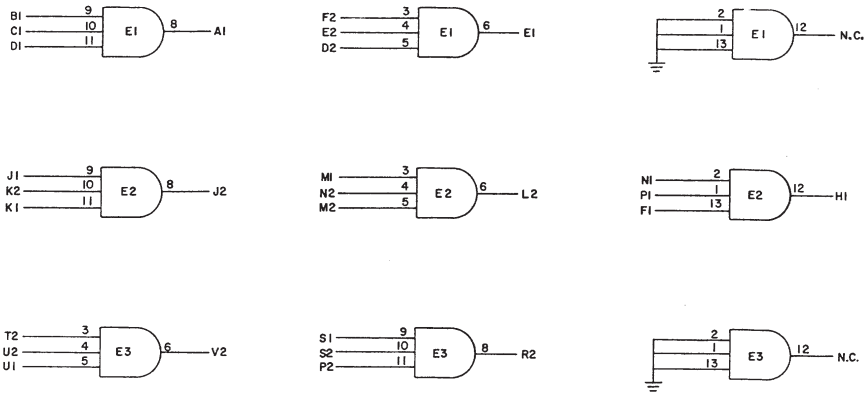 B1 9
C1 10 E1 8 A1
D1 11
F2 3
E2 4 E1 6 E1
D2 5
2
1 E1 12 N.C.
13
J1 9
K2 10 E2 8 J2
K1 11
M1 3
N2 4 E2 6 L2
M2 5
N1 2
P1 1 E2 12 H1
F1 13
T2 3
U2 4 E3 6 V2
U1 5
S1 9
S2 10 E3 8 R2
P2 11
2
1 E3 12 N.C.
13